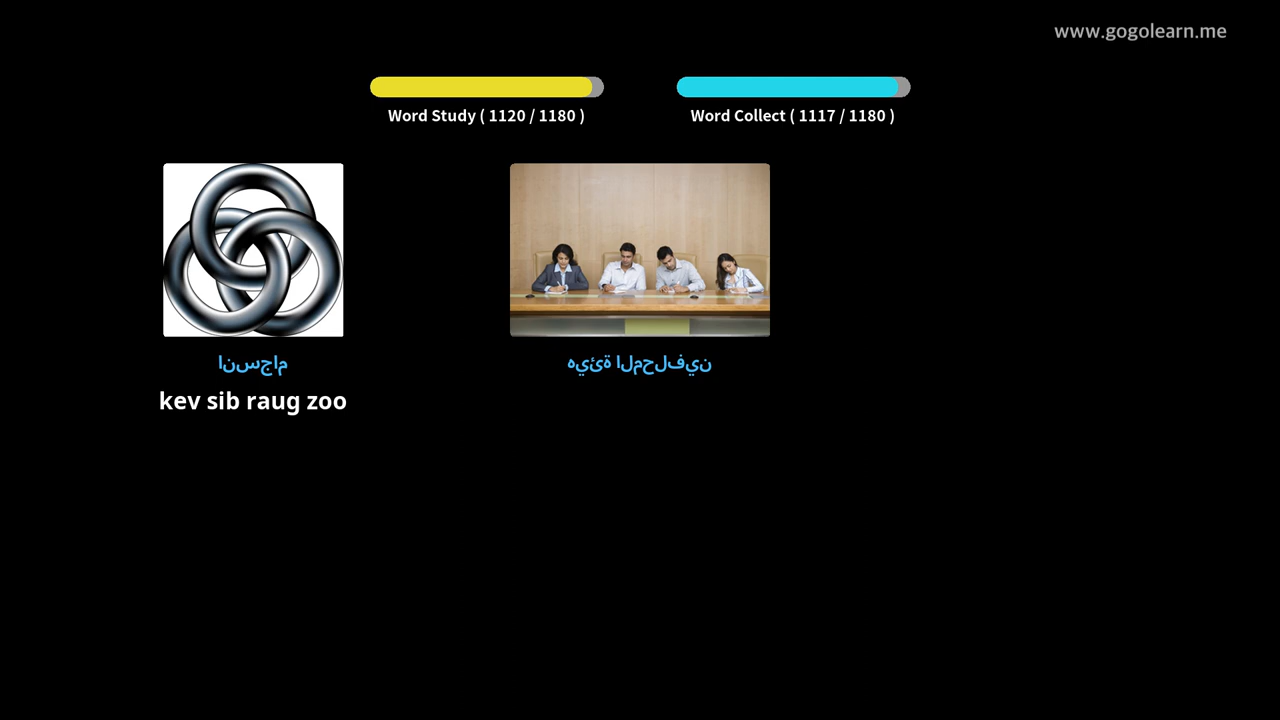 www.gogolearn.me
Word Study ( 1120 / 1180 )
Word Collect ( 1117 / 1180 )
انسجام
kev sib raug zoo
هيئة المحلفين